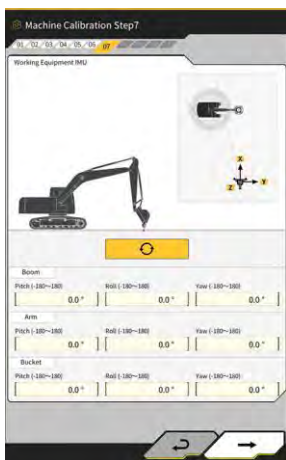 Machine Calibration Step7
01 02 03 04 05 06 07
Working Equipment IMU
X
Z Y
Boom
Pitch (-180~180) Roll (-180~180) Yaw (-180~180)
0.0 ° 0.0 ° 0.0 °
Arm
Pitch (-180~180) Roll (-180~180) Yaw (-180~180)
0.0 ° 0.0 ° 0.0 °
Bucket
Pitch (-180~180) Roll (-180~180) Yaw (-180~180)
0.0 ° 0.0 ° 0.0 °